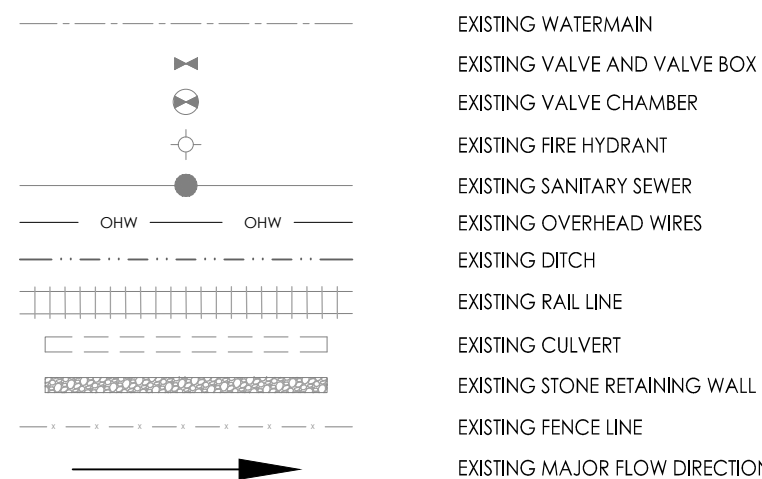 EXISTING WATERMAIN
EXISTING VALVE AND VALVE BOX
EXISTING VALVE CHAMBER
EXISTING FIRE HYDRANT
EXISTING SANITARY SEWER
OHW OHW EXISTING OVERHEAD WIRES
EXISTING DITCH
EXISTING RAIL LINE
EXISTING CULVERT
EXISTING STONE RETAINING WALL
x x x x x x x EXISTING FENCE LINE
EXISTING MAJOR FLOW DIRECTION